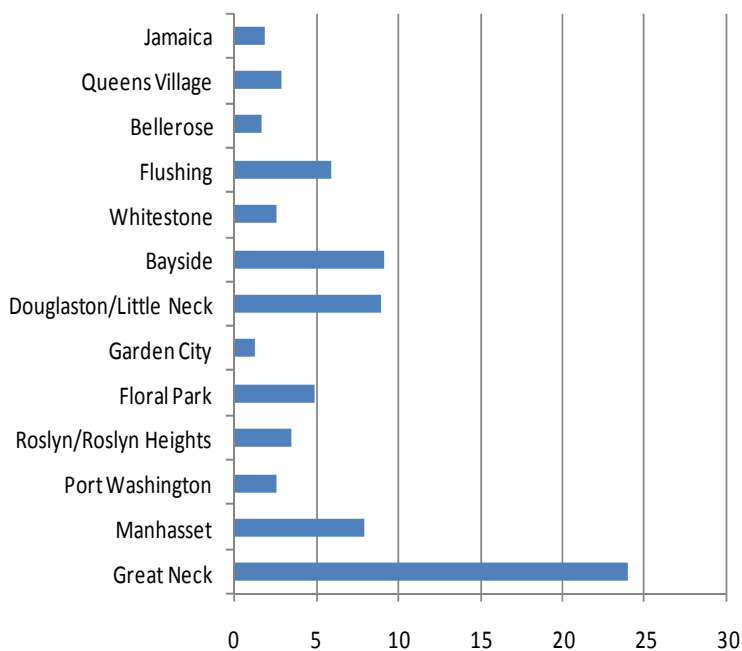 Jamaica
Queens Village
Bellerose
Flushing
Whitestone
Bayside
Douglaston/Little Neck
Garden City
Floral Park
Roslyn/Roslyn Heights
Port Washington
Manhasset
Great Neck
0 5 10 15 20 25 30